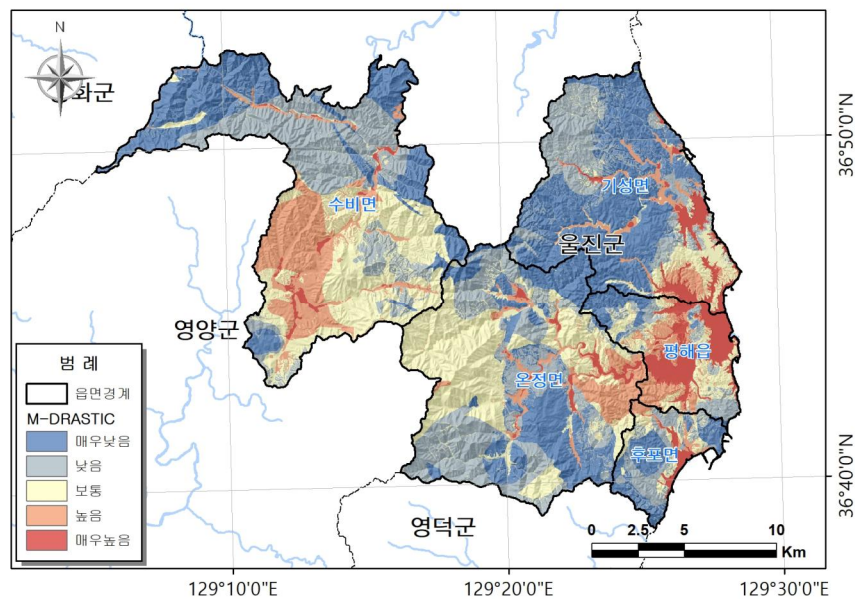 N
화군
36°50'0"N
수비면
기성면
울진군
영양군
평해읍
온정면
후포면
36°40'0"N
영덕군
범 례
읍면경계
M-DRASTIC
매우낮음
낮음
보통
높음
매우높음
0 2.5 5 10
Km
129°10'0"E 129°20'0"E 129°30'0"E